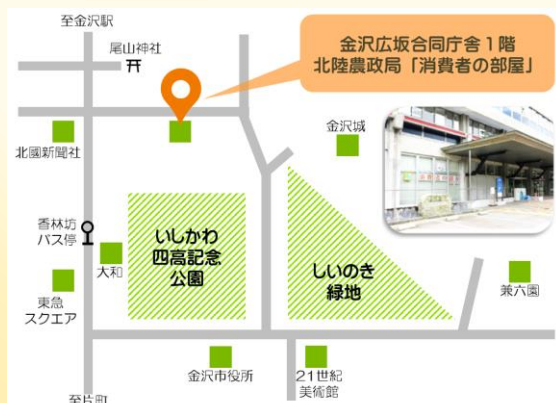 至金沢駅
尾山神社
金沢広坂合同庁舎1階
北陸農政局「消費者の部屋」
北國新聞社
金沢城
香林坊
バス停
いしかわ
四高記念
公園
大和
しいのき
緑地
東急
スクエア
兼六園
金沢市役所
21世紀
美術館
至片町